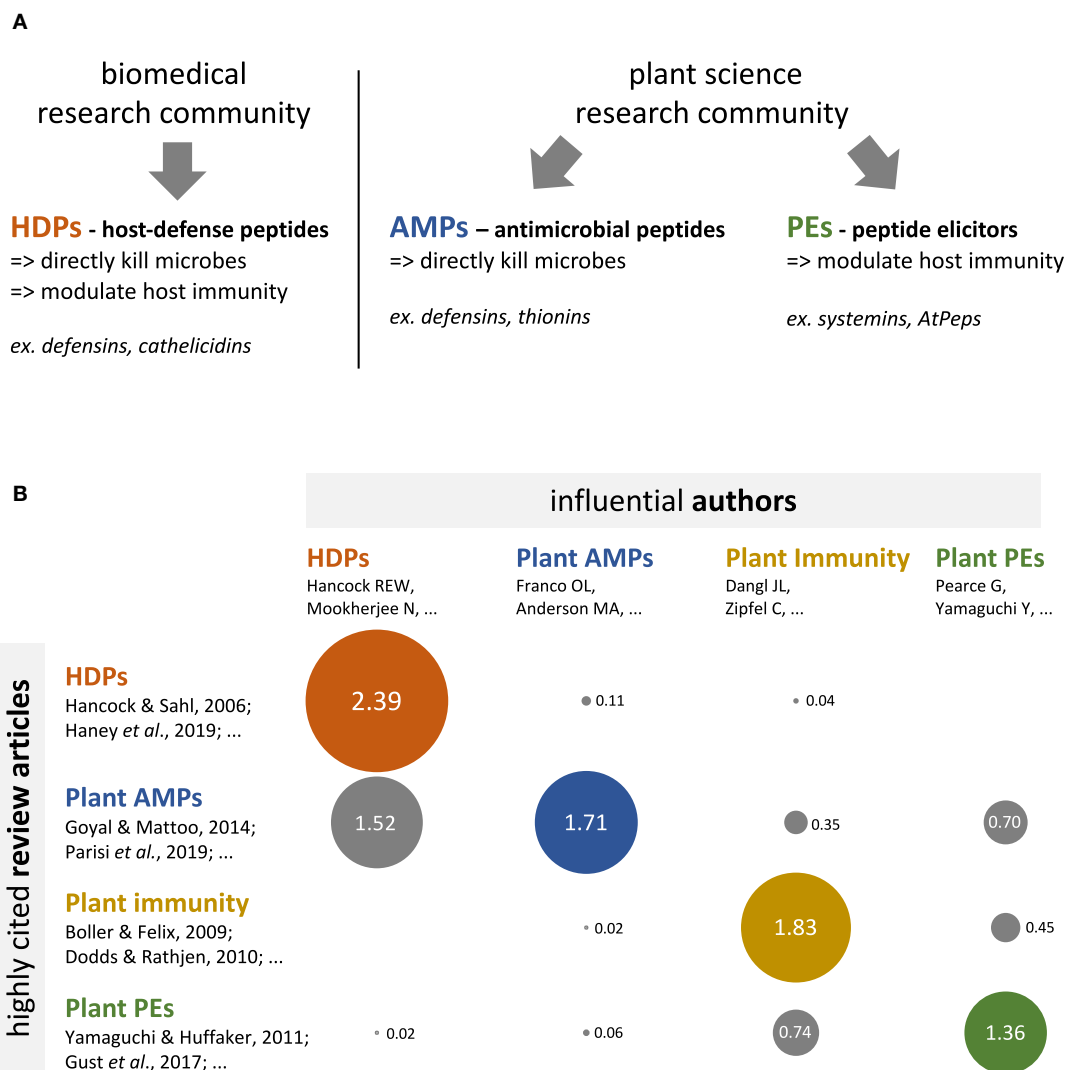 A
biomedical
research community
plant science
research community
HDPs - host-defense peptides
=> directly kill microbes
=> modulate host immunity
ex. defensins, cathelicidins
AMPs – antimicrobial peptides
=> directly kill microbes
ex. defensins, thionins
PEs - peptide elicitors
=> modulate host immunity
ex. systemins, AtPeps
B
influential authors
HDPs
Hancock REW,
Mookherjee N, ...
Plant AMPs
Franco OL,
Anderson MA, ...
Plant Immunity
Dangl JL,
Zipfel C, ...
Plant PEs
Pearce G,
Yamaguchi Y, ...
highly cited review articles
HDPs
Hancock & Sahl, 2006;
Haney et al., 2019; ...
2.39
0.11
0.04
Plant AMPs
Goyal & Mattoo, 2014;
Parisi et al., 2019; ...
1.52
1.71
0.35
0.70
Plant immunity
Boller & Felix, 2009;
Dodds & Rathjen, 2010; ...
0.02
1.83
0.45
Plant PEs
Yamaguchi & Huffaker, 2011;
Gust et al., 2017; ...
0.02
0.06
0.74
1.36